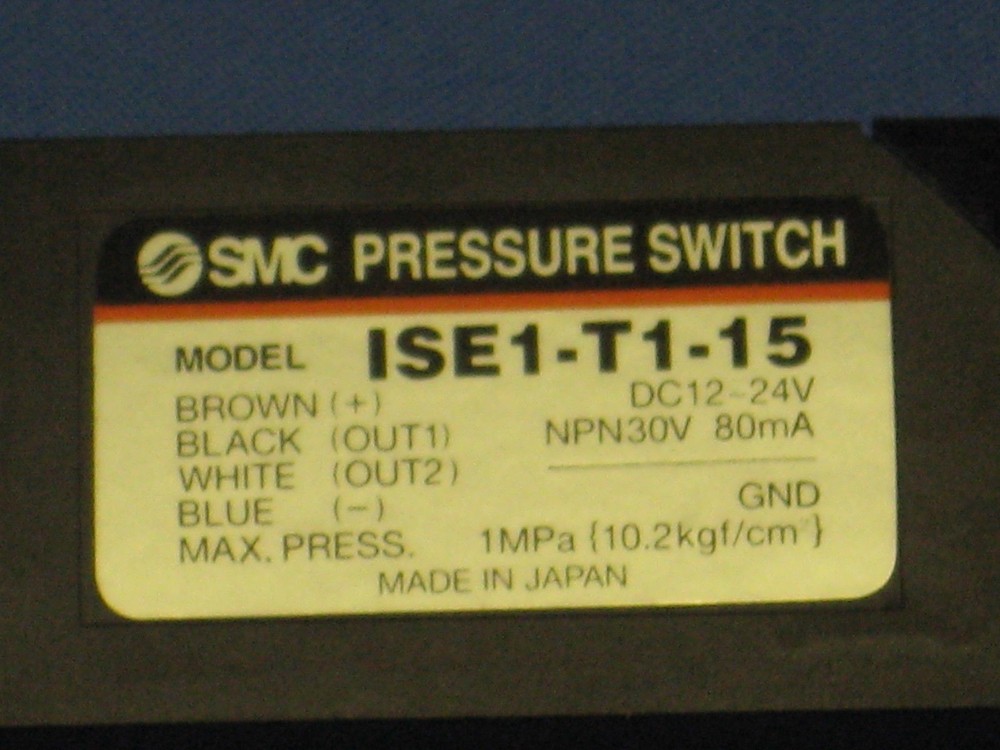 SMC PRESSURE SWITCH
MODEL ISE1-T1-15
BROWN (+) DC12~24V
BLACK (OUT1) NPN30V 80mA
WHITE (OUT2) ———
BLUE (−) GND
MAX. PRESS. 1MPa {10.2kgf/cm²}
MADE IN JAPAN